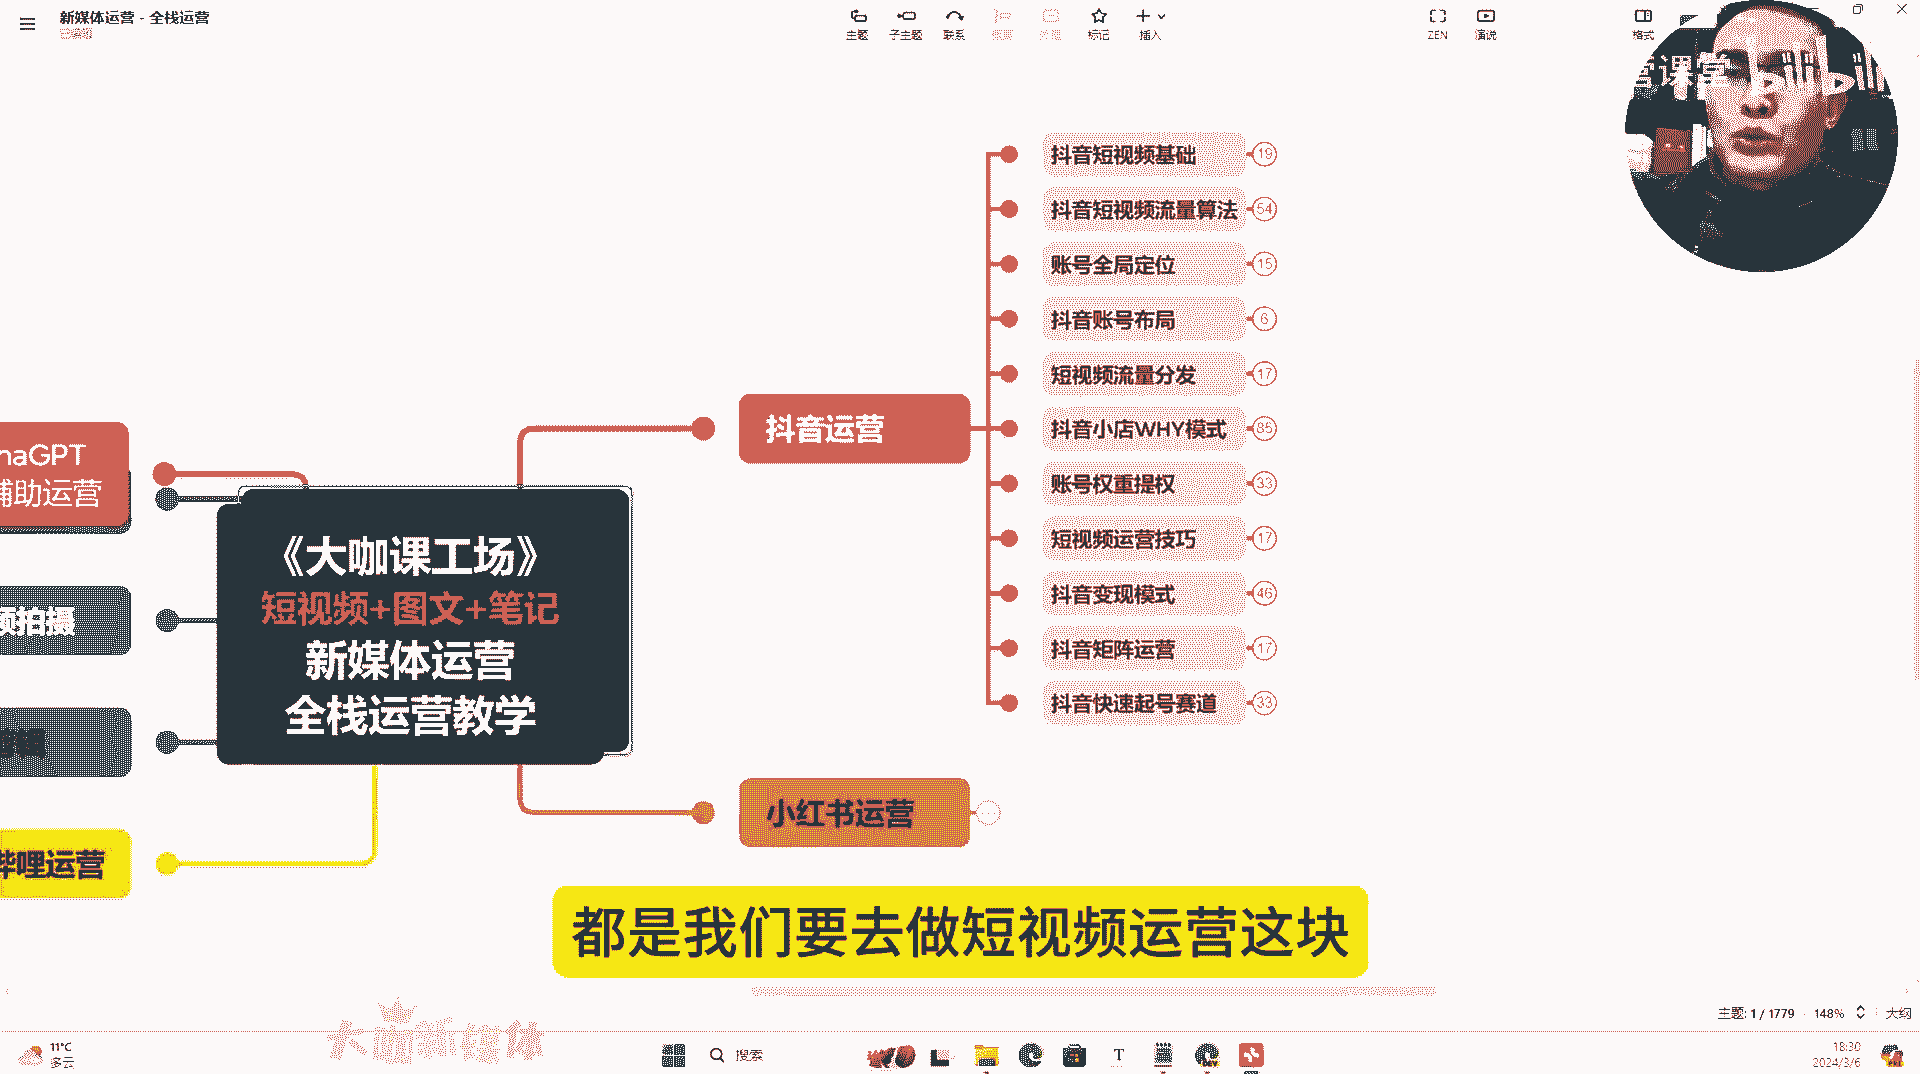 新媒体运营 - 全栈运营
主题
子主题
联系
标记
插入
ZEN
演说
格式
营课堂 bilibili
抖音短视频基础 19
抖音短视频流量算法 54
账号全局定位 15
抖音账号布局 6
短视频流量分发 17
抖音小店WHY模式 85
账号权重提权 33
短视频运营技巧 17
抖音变现模式 46
抖音矩阵运营 17
抖音快速起号赛道 33
抖音运营
小红书运营
haGPT
辅助运营
频拍摄
哔哩运营
《大咖课工场》
短视频+图文+笔记
新媒体运营
全栈运营教学
都是我们要去做短视频运营这块
大咖新媒体
主题: 1 / 1779
148%
大纲
11°C
多云
搜索
18:30
2024/3/6